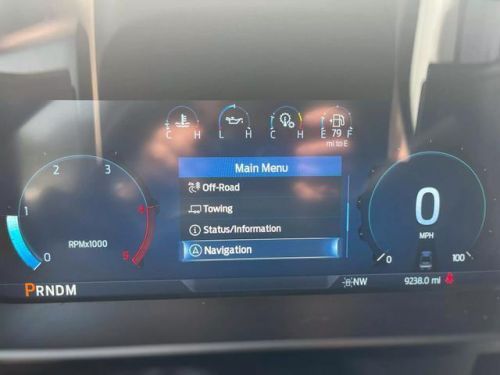 C H
L H
C H
E F
79
mi to E
Main Menu
Off-Road
Towing
Status/Information
Navigation
0 1 2 3 4 5
RPMx1000
0
MPH
0 100
PRNDM
NW
9238.0 mi